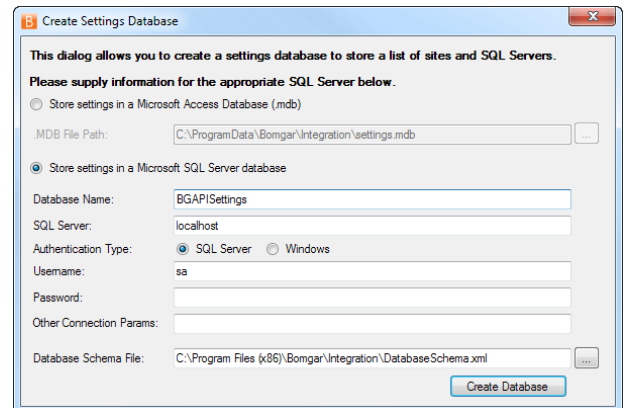 B Create Settings Database
This dialog allows you to create a settings database to store a list of sites and SQL Servers.
Please supply information for the appropriate SQL Server below.
Store settings in a Microsoft Access Database (.mdb)
.MDB File Path: C:\ProgramData\Bomgar\Integration\settings.mdb ...
Store settings in a Microsoft SQL Server database
Database Name: BGAPISettings
SQL Server: localhost
Authentication Type: SQL Server Windows
Username: sa
Password:
Other Connection Params:
Database Schema File: C:\Program Files (x86)\Bomgar\Integration\DatabaseSchema.xml ...
Create Database